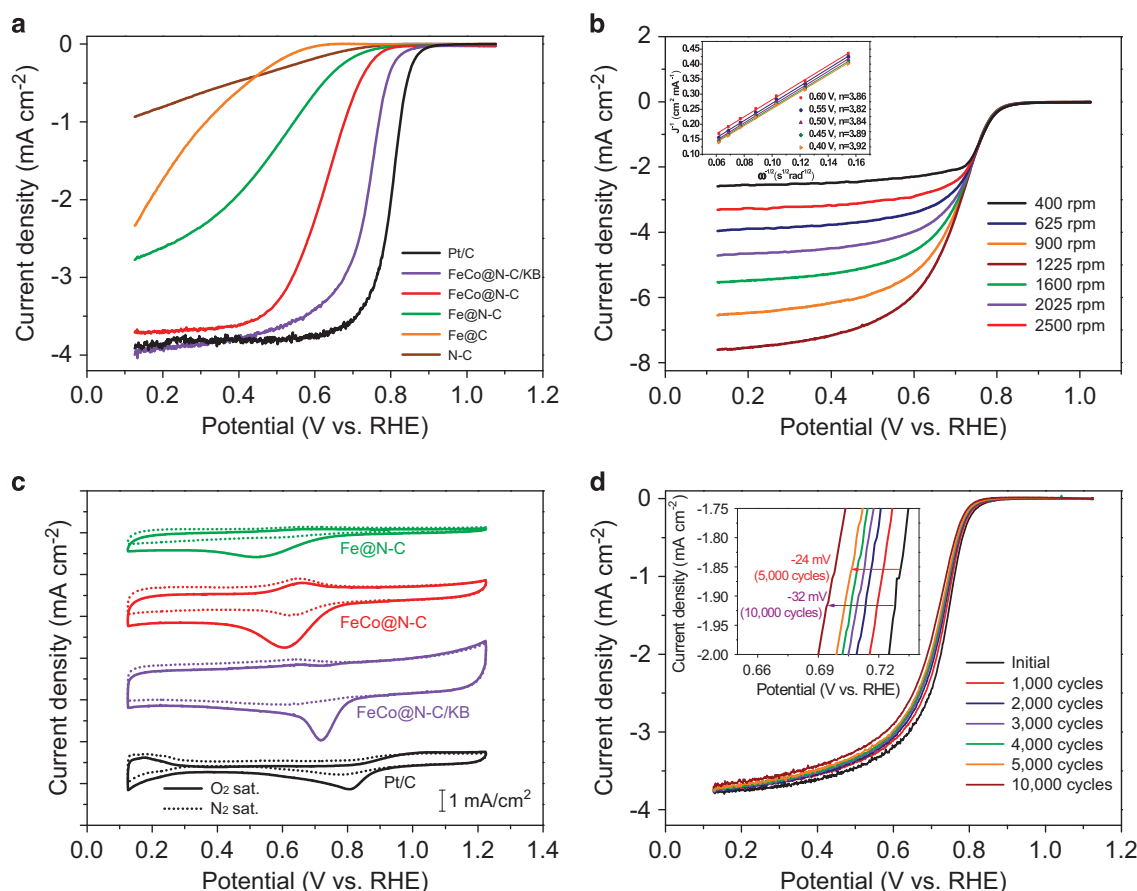 a
0
-1
-2
-3
-4
Current density (mA cm-2)
0.0 0.2 0.4 0.6 0.8 1.0 1.2
Potential (V vs. RHE)
Pt/C
FeCo@N-C/KB
FeCo@N-C
Fe@N-C
Fe@C
N-C
b
2
0
-2
-4
-6
-8
Current density (mA cm-2)
0.0 0.2 0.4 0.6 0.8 1.0
Potential (V vs. RHE)
0.45
0.40
0.35
0.30
0.25
0.20
0.15
0.10
J-1 (cm2 mA-1)
0.06 0.08 0.10 0.12 0.14 0.16
ω-1/2(s1/2rad1/2)
0.60 V, n=3.86
0.55 V, n=3.82
0.50 V, n=3.84
0.45 V, n=3.89
0.40 V, n=3.92
400 rpm
625 rpm
900 rpm
1225 rpm
1600 rpm
2025 rpm
2500 rpm
c
Current density (mA cm-2)
Fe@N-C
FeCo@N-C
FeCo@N-C/KB
Pt/C
O2 sat.
N2 sat.
1 mA/cm2
0.0 0.2 0.4 0.6 0.8 1.0 1.2 1.4
Potential (V vs. RHE)
d
0
-1
-2
-3
-4
-5
Current density (mA cm-2)
0.0 0.2 0.4 0.6 0.8 1.0 1.2
Potential (V vs. RHE)
-1.75
-1.80
-1.85
-1.90
-1.95
-2.00
Current density (mA cm-2)
0.66 0.69 0.72
Potential (V vs. RHE)
-24 mV
(5,000 cycles)
-32 mV
(10,000 cycles)
Initial
1,000 cycles
2,000 cycles
3,000 cycles
4,000 cycles
5,000 cycles
10,000 cycles